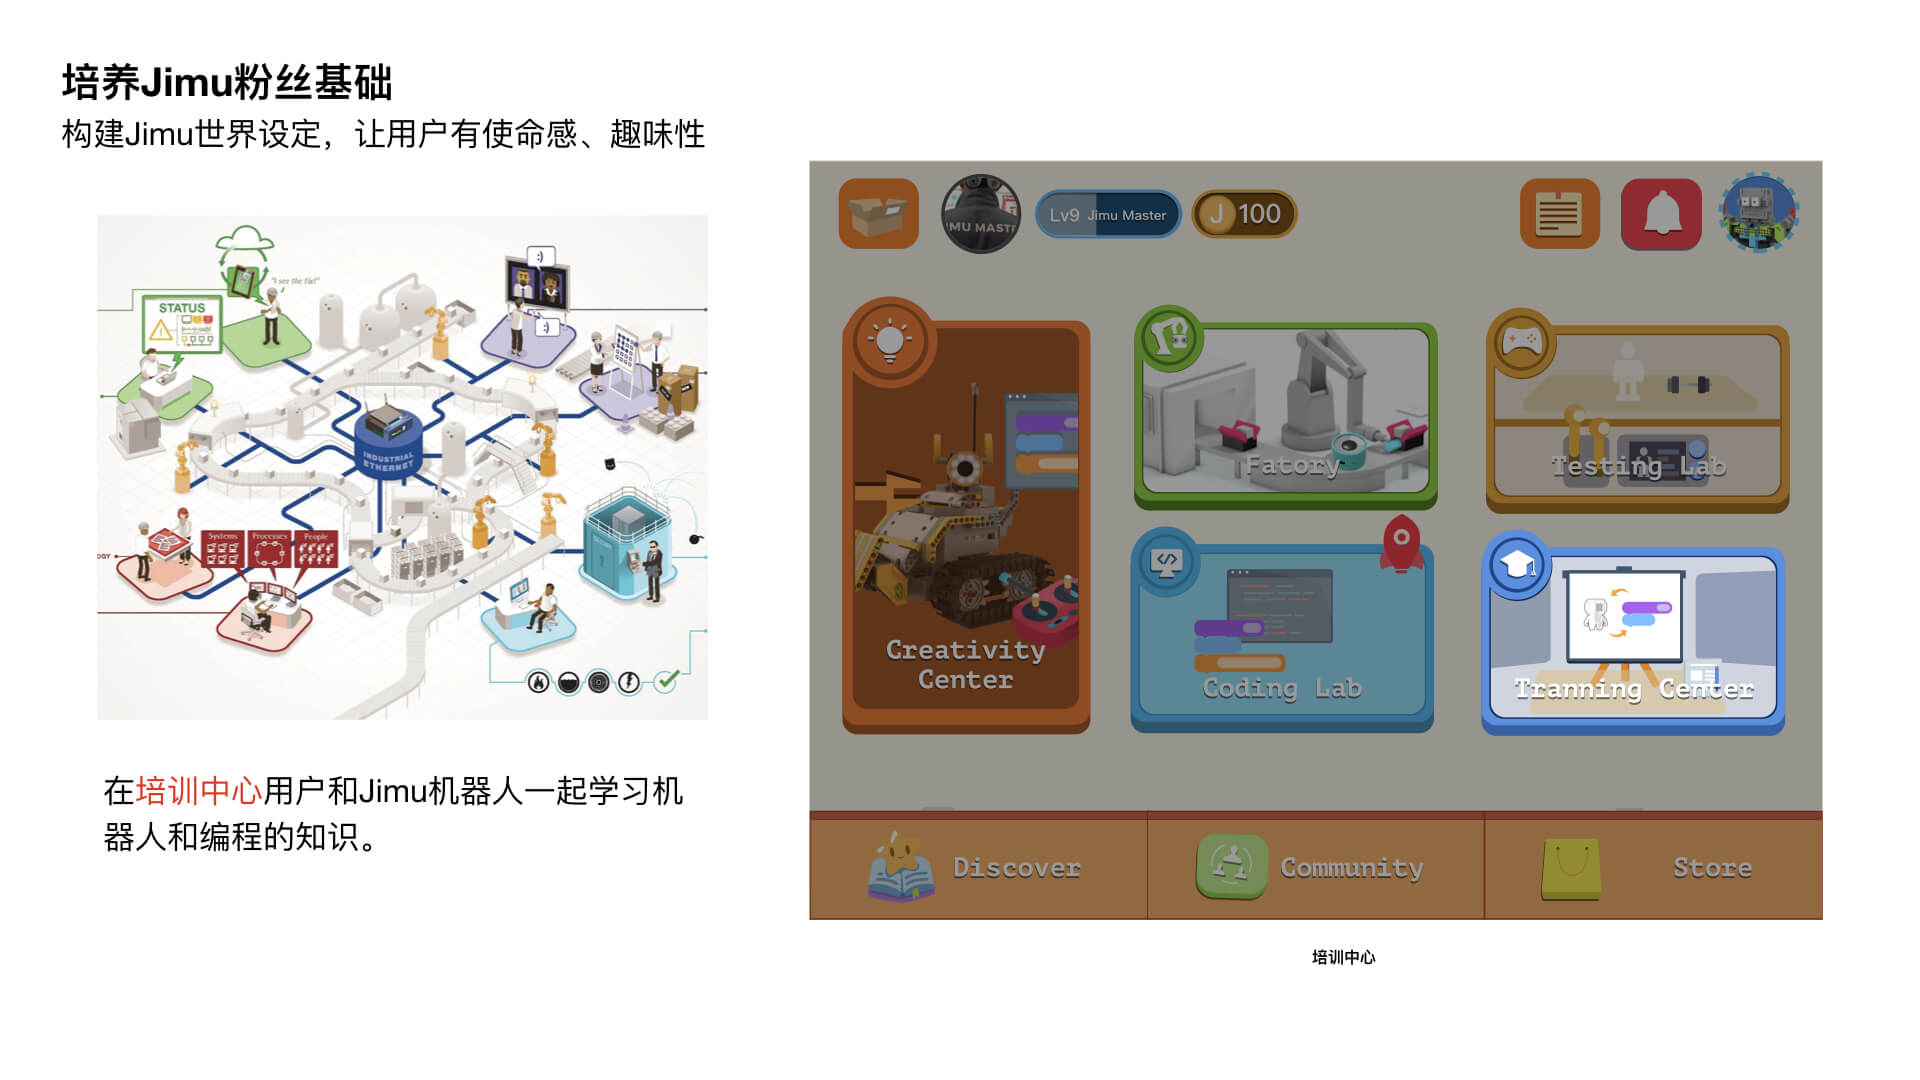 培养Jimu粉丝基础
构建Jimu世界设定，让用户有使命感、趣味性
"I see the fix!"
STATUS
:)
:)
INDUSTRIAL
ETHERNET
OGY
Systems
Processes
People
在培训中心用户和Jimu机器人一起学习机
器人和编程的知识。
IMU MAST
Lv9 Jimu Master
J 100
Creativity
Center
Fatory
Testing Lab
Coding Lab
Tranning Center
Discover
Community
Store
培训中心